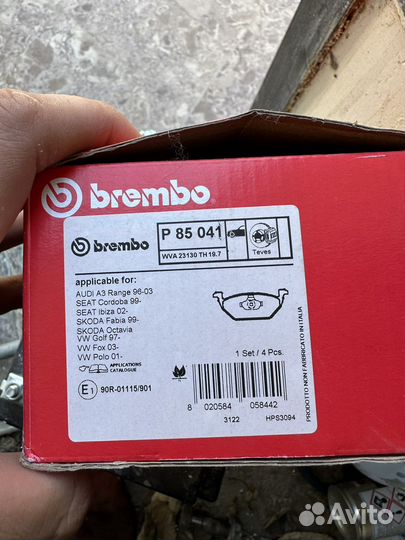 brembo
brembo
P 85 041
WVA 23130 TH 19.7
Teves
applicable for:
AUDI A3 Range 96-03
SEAT Cordoba 99-
SEAT Ibiza 02-
SKODA Fabia 99-
SKODA Octavia
VW Golf 97-
VW Fox 03-
VW Polo 01-
APPLICATIONS
CATALOGUE
1 Set / 4 Pcs.
E1 90R-01115/901
8 020584 058442
3122 HPS3094
PRODOTTO NON FABBRICATO IN ITALIA
Avito